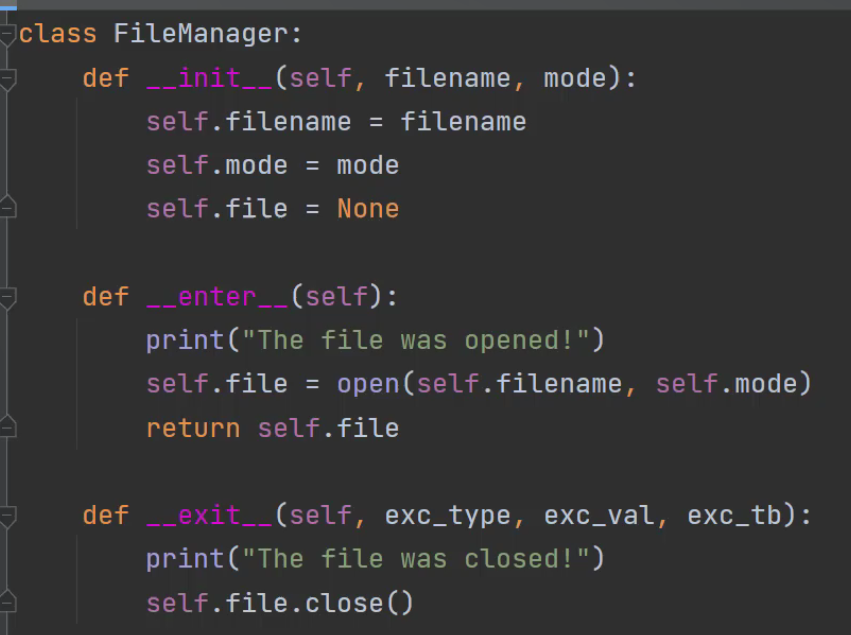 class FileManager:
    def __init__(self, filename, mode):
        self.filename = filename
        self.mode = mode
        self.file = None
    def __enter__(self):
        print("The file was opened!")
        self.file = open(self.filename, self.mode)
        return self.file
    def __exit__(self, exc_type, exc_val, exc_tb):
        print("The file was closed!")
        self.file.close()